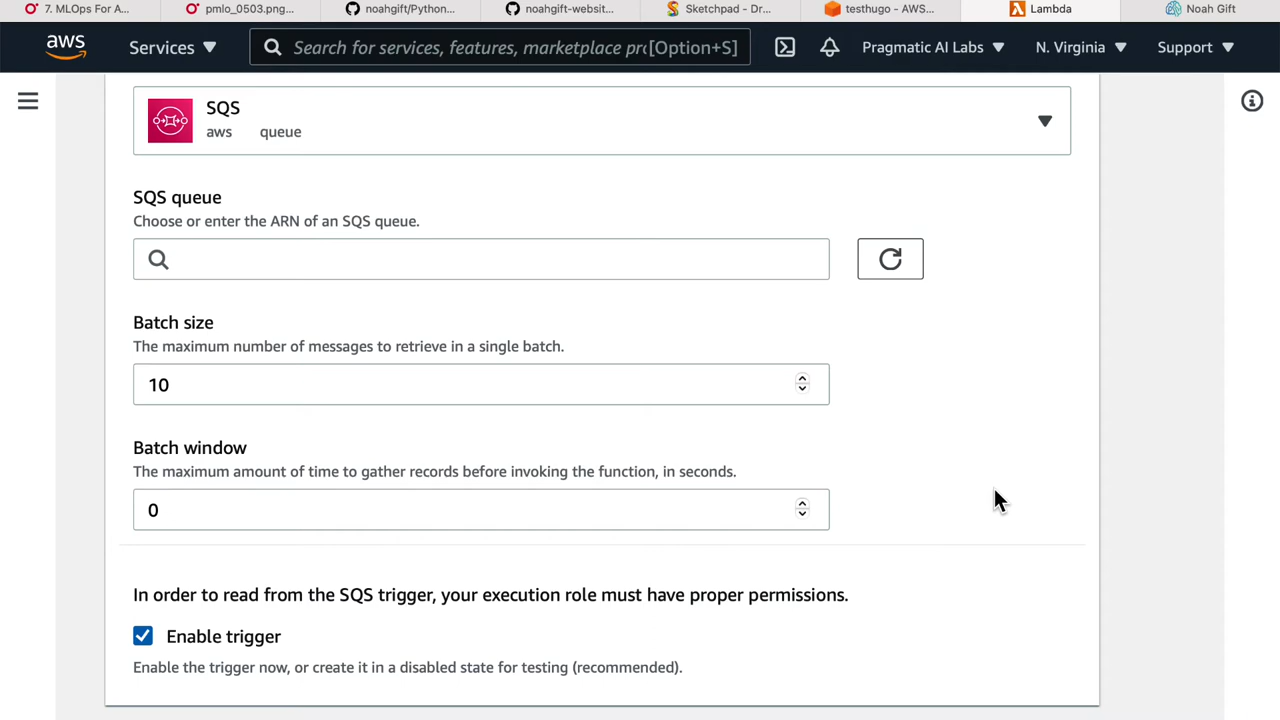 7. MLOps For A...
pmlo_0503.png...
noahgift/Python...
noahgift-websit...
Sketchpad - Dr...
testhugo - AWS...
Lambda
Noah Gift
aws
Services
Search for services, features, marketplace pr[Option+S]
Pragmatic AI Labs
N. Virginia
Support
SQS
aws queue
SQS queue
Choose or enter the ARN of an SQS queue.
Batch size
The maximum number of messages to retrieve in a single batch.
10
Batch window
The maximum amount of time to gather records before invoking the function, in seconds.
0
In order to read from the SQS trigger, your execution role must have proper permissions.
Enable trigger
Enable the trigger now, or create it in a disabled state for testing (recommended).